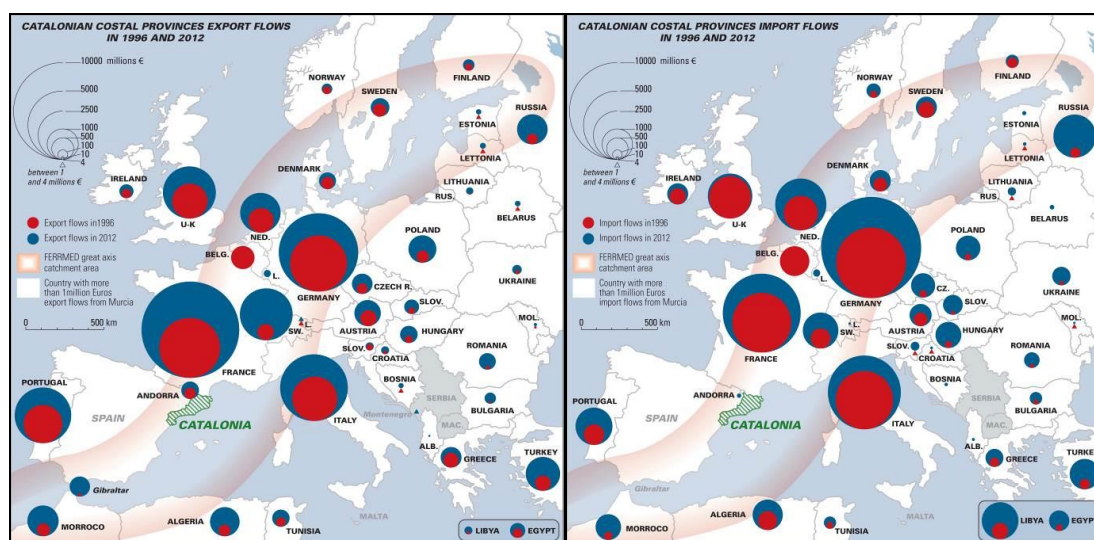 CATALONIAN COSTAL PROVINCES EXPORT FLOWS
IN 1996 AND 2012
10000 millions €
5000
2500
1000
500
100
10
4
between 1
and 4 millions €
Export flows in 1996
Export flows in 2012
FERRMED great axis
catchment area
Country with more
than 1million Euros
export flows from Murcia
0 500 km
NORWAY
FINLAND
SWEDEN
ESTONIA
RUSSIA
LETTONIA
DENMARK
LITHUANIA
RUS.
BELARUS
IRELAND
U-K
NED.
BELG.
L.
GERMANY
POLAND
UKRAINE
CZECH R.
SLOV.
MOL.
SW.
L.
AUSTRIA
HUNGARY
FRANCE
SLOV.
CROATIA
ROMANIA
BOSNIA
SERBIA
BULGARIA
Montenegro
MAC.
ALB.
GREECE
TURKEY
ITALY
ANDORRA
PORTUGAL
SPAIN
CATALONIA
Gibraltar
MORROCO
ALGERIA
TUNISIA
MALTA
LIBYA
EGYPT
CATALONIAN COSTAL PROVINCES IMPORT FLOWS
IN 1996 AND 2012
10000 millions €
5000
2500
1000
500
100
10
4
between 1
and 4 millions €
Import flows in1996
Import flows in 2012
FERRMED great axis
catchment area
Country with more
than 1million Euros
import flows from Murcia
0 500 km
NORWAY
FINLAND
SWEDEN
ESTONIA
RUSSIA
LETTONIA
DENMARK
LITHUANIA
RUS.
BELARUS
IRELAND
U-K
NED.
BELG.
L.
GERMANY
POLAND
UKRAINE
CZ.
SLOV.
MOL.
SW.
L.
AUSTRIA
HUNGARY
FRANCE
SLOV.
CROATIA
ROMANIA
BOSNIA
SERBIA
BULGARIA
MAC.
ALB.
GREECE
TURKEY
ITALY
ANDORRA
PORTUGAL
SPAIN
CATALONIA
Gibraltar
MORROCO
ALGERIA
TUNISIA
MALTA
LIBYA
EGYPT